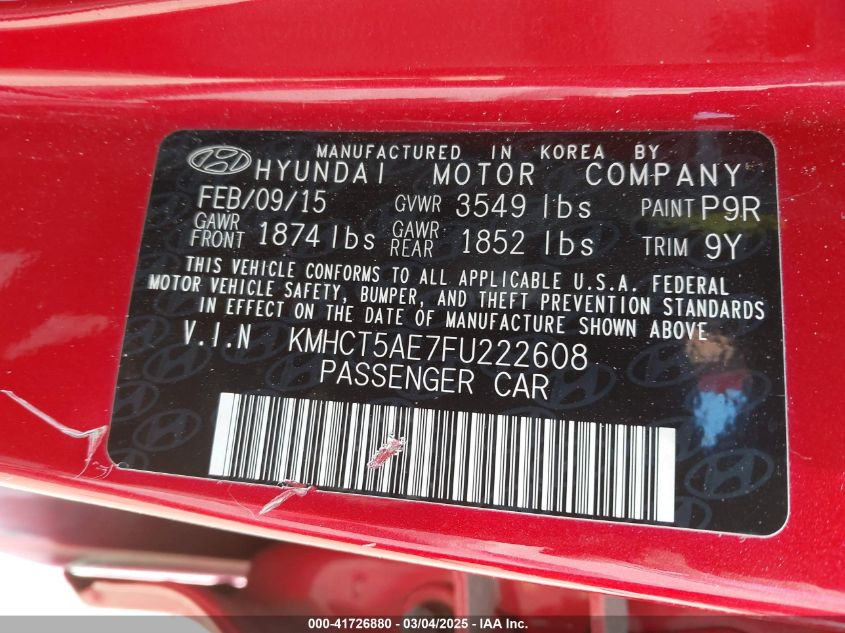 MANUFACTURED IN KOREA BY
HYUNDAI MOTOR COMPANY
FEB/09/15 GVWR 3549 lbs PAINT P9R
GAWR FRONT 1874 lbs GAWR REAR 1852 lbs TRIM 9Y
THIS VEHICLE CONFORMS TO ALL APPLICABLE U.S.A. FEDERAL
MOTOR VEHICLE SAFETY, BUMPER, AND THEFT PREVENTION STANDARDS
IN EFFECT ON THE DATE OF MANUFACTURE SHOWN ABOVE
V.I.N KMHCT5AE7FU222608
PASSENGER CAR
000-41726880 - 03/04/2025 - IAA Inc.